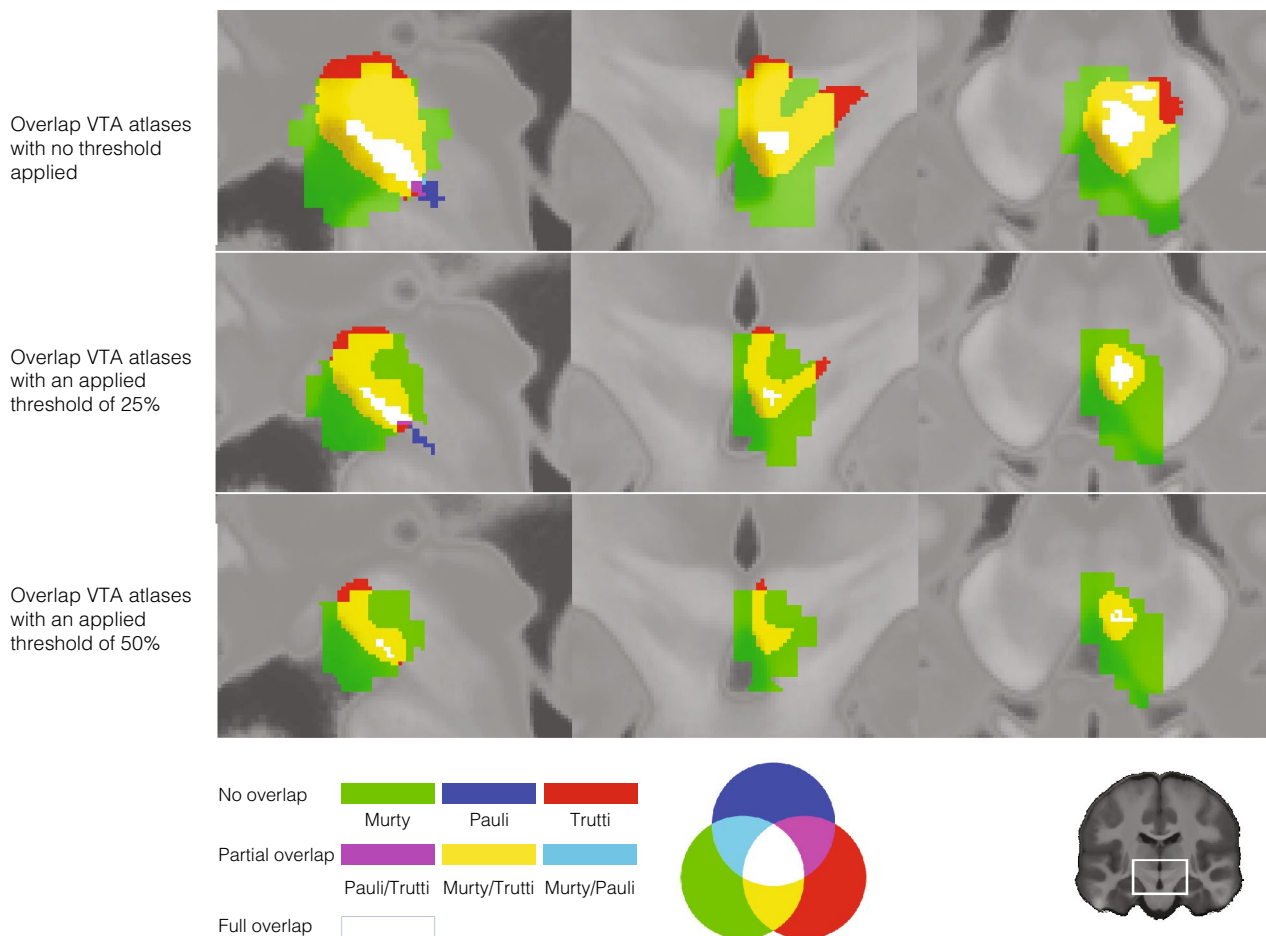 Overlap VTA atlases
with no threshold
applied
Overlap VTA atlases
with an applied
threshold of 25%
Overlap VTA atlases
with an applied
threshold of 50%
No overlap
Murty
Pauli
Trutti
Partial overlap
Pauli/Trutti
Murty/Trutti
Murty/Pauli
Full overlap